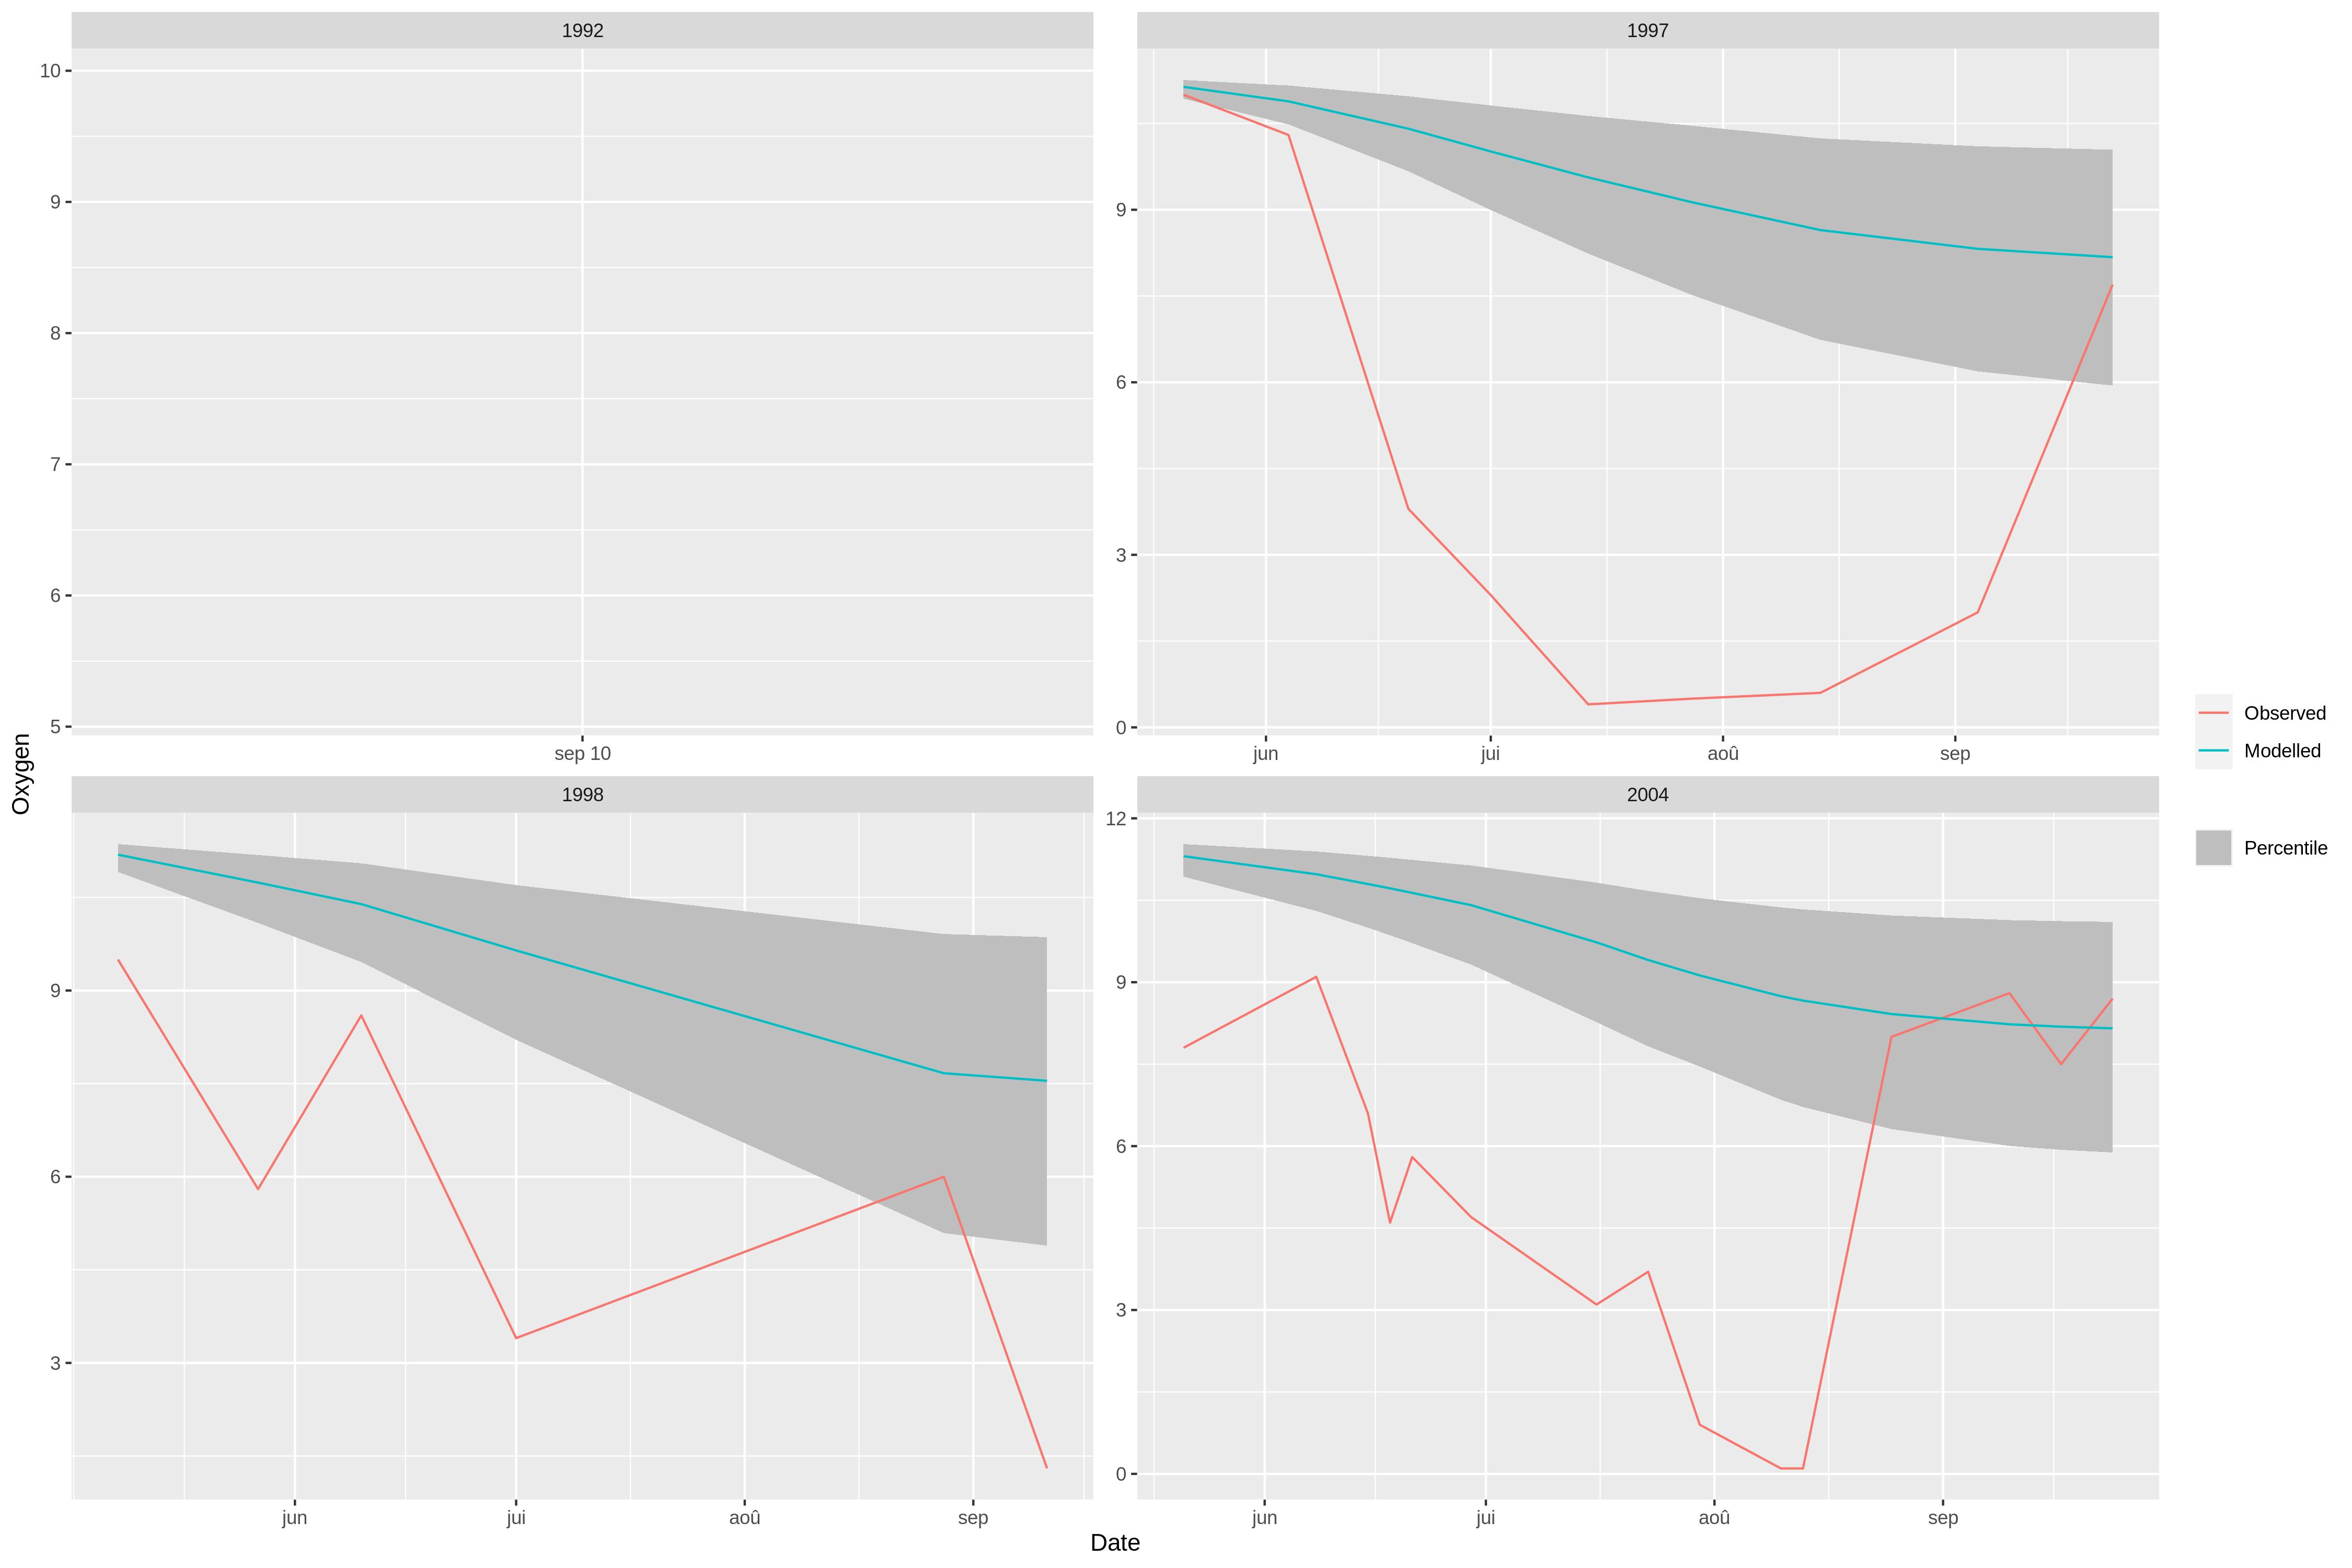 1992
10
9
8
7
6
5
sep 10
1997
9
6
3
0
jun jui aoû sep
1998
9
6
3
jun jui aoû sep
2004
12
9
6
3
0
jun jui aoû sep
Oxygen
Date
Observed
Modelled
Percentile